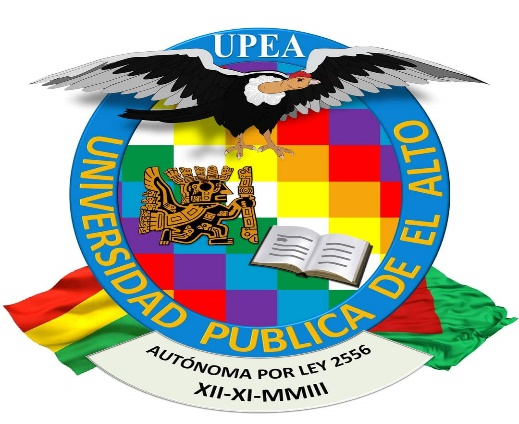 UPEA
UNIVERSIDAD PUBLICA DE EL ALTO
AUTÓNOMA POR LEY 2556
XII-XI-MMIII